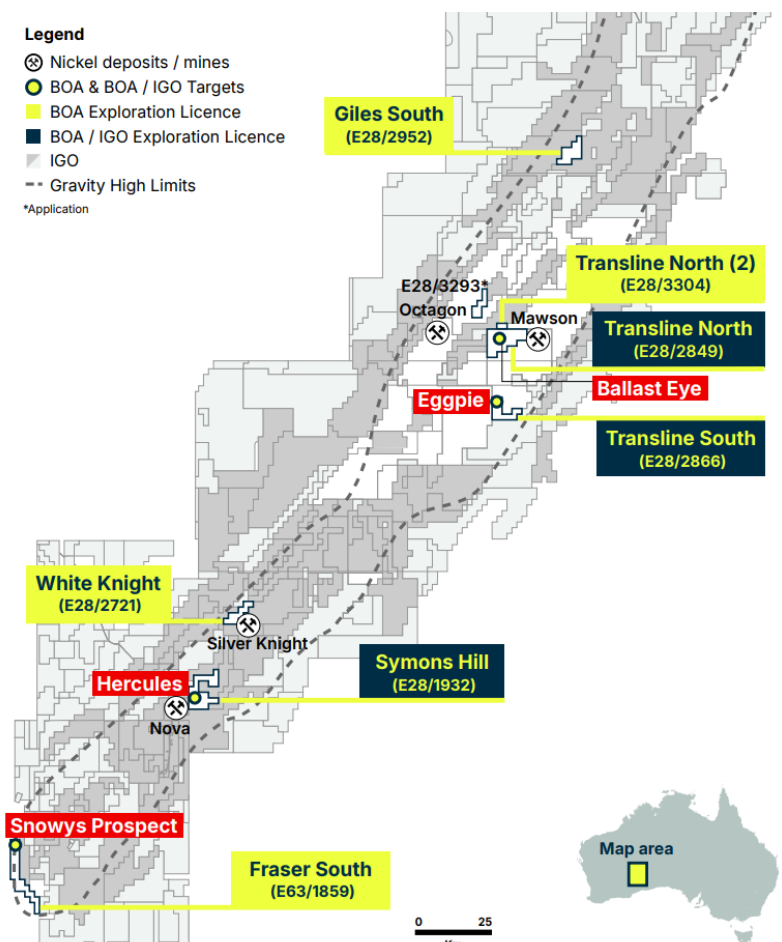 Legend
Nickel deposits / mines
BOA & BOA / IGO Targets
BOA Exploration Licence
BOA / IGO Exploration Licence
IGO
Gravity High Limits
*Application
Giles South
(E28/2952)
Transline North (2)
(E28/3304)
E28/3293*
Octagon
Mawson
Transline North
(E28/2849)
Ballast Eye
Eggpie
Transline South
(E28/2866)
White Knight
(E28/2721)
Silver Knight
Symons Hill
(E28/1932)
Hercules
Nova
Snowys Prospect
Fraser South
(E63/1859)
Map area
0 25